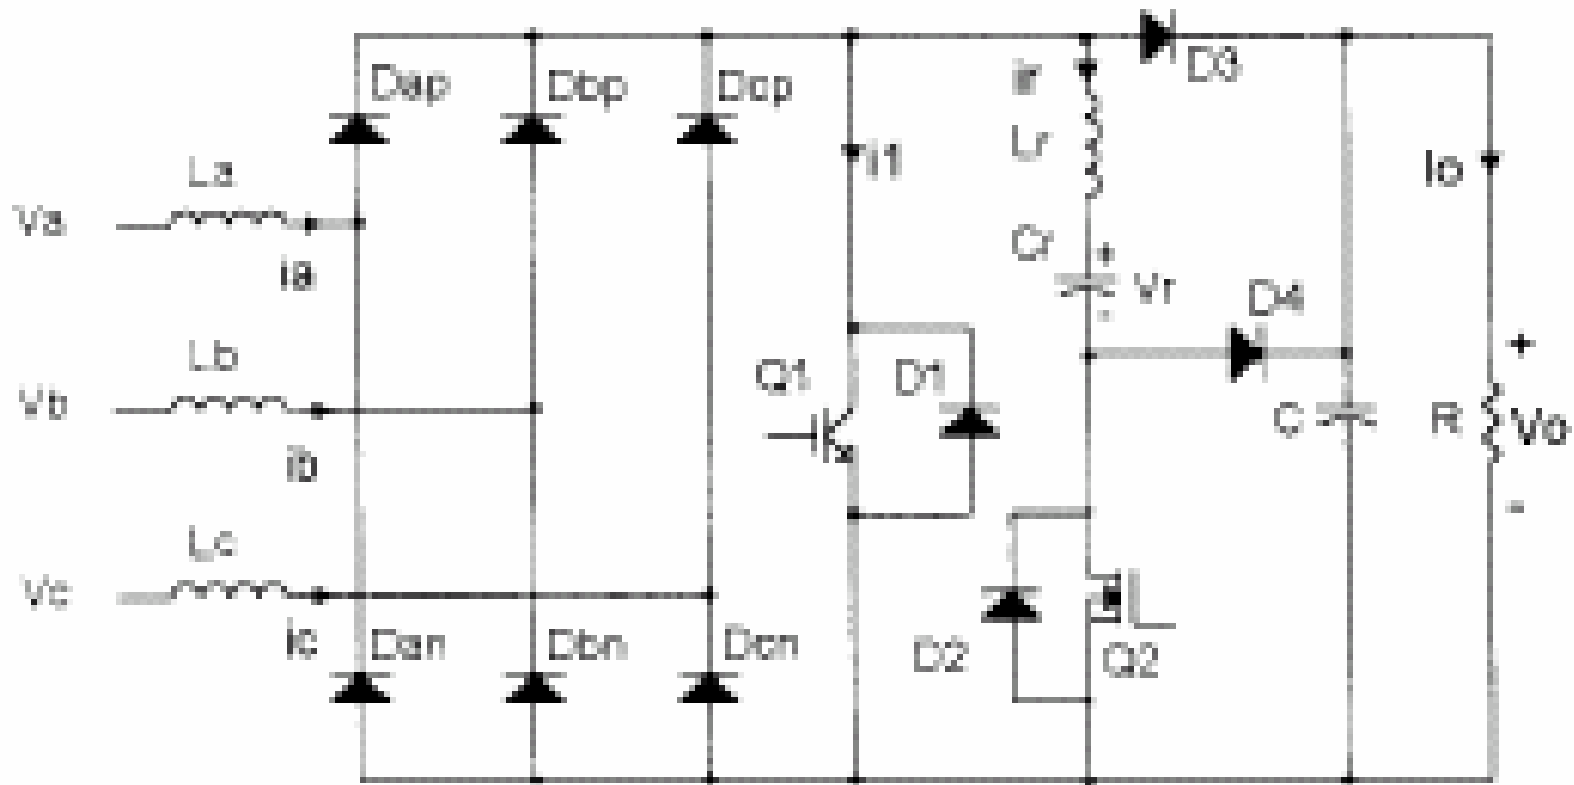 Dap Dbp Dcp D3
ir
La Lr
i1 Io
Va
ia Cr + Vr
- D4
Lb Q1 D1 +
Vb C R Vo
ib
Lc -
Vc
ic Dan Dbn Dcn D2 Q2